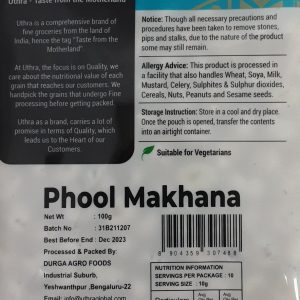 Uthra - Taste from the Motherland
Uthra is a comprehensive brand of
fine groceries from the land of
India, hence the tag "Taste from the
Motherland"
At Uthra, the focus is on Quality, we
care about the nutritional value of each
grain that reaches our customers. We
handpick the grains that undergo Fine
processing before getting packed.
Uthra as a brand, carries a lot of
promise in terms of Quality, which
leads us to the Heart of our
Customers.
Notice: Though all necessary precautions and
procedures have been taken to remove stones,
pips and stalks, due to the nature of the product
some may still remain.
Allergy Advice: This product is processed in
a facility that also handles Wheat, Soya, Milk,
Mustard, Celery, Sulphites & Sulphur dioxides,
Cereals, Nuts, Peanuts and Sesame seeds.
Storage Instruction: Store in a cool and dry place.
Once the pouch is opened, transfer the contents
into an airtight container.
Suitable for Vegetarians
Phool Makhana
Net Wt : 100g
Batch No : 31B211207
Best Before End : Dec 2023
Processed & Packed By:
DURGA AGRO FOODS
Industrial Suburb,
Yeshwanthpur ,Bengaluru-22
Email: info@uthraglobal.com
8 904359 307488
NUTRITION INFORMATION
SERVINGS PER PACKAGE : 10
SERVING SIZE : 10g